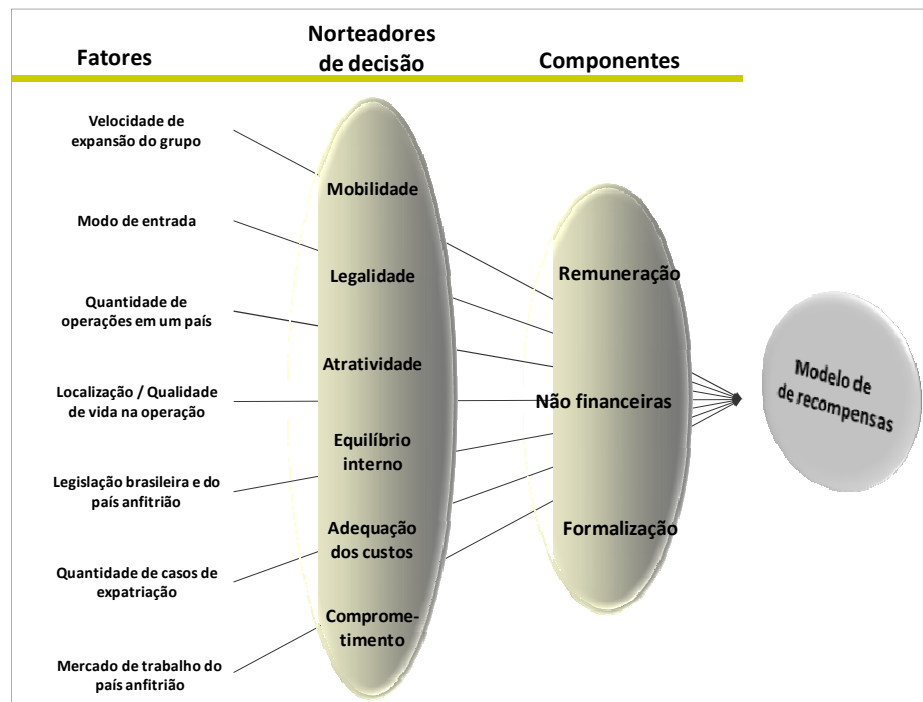 Fatores
Norteadores
de decisão
Componentes
Velocidade de
expansão do grupo
Modo de entrada
Quantidade de
operações em um país
Localização / Qualidade
de vida na operação
Legislação brasileira e do
país anfitrião
Quantidade de casos de
expatriação
Mercado de trabalho do
país anfitrião
Mobilidade
Legalidade
Atratividade
Equilíbrio
interno
Adequação
dos custos
Comprome-
timento
Remuneração
Não financeiras
Formalização
Modelo de
de recompensas